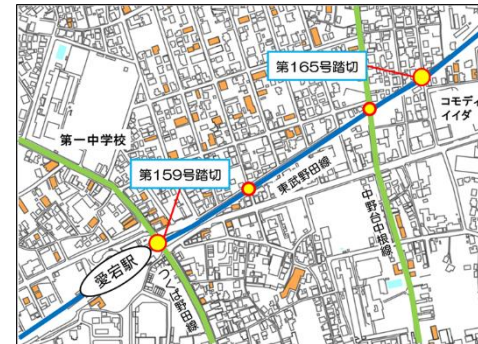 第165号踏切
コモディ
イイダ
第一中学校
第159号踏切
東武野田線
中野台中根線
愛宕駅
つくば野田線